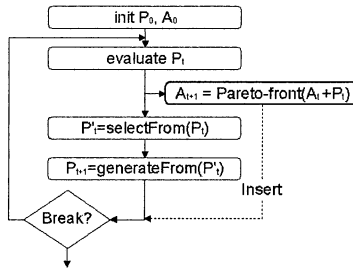 init P₀, A₀
evaluate Pₜ
Aₜ₊₁ = Pareto-front(Aₜ+Pₜ)
P'ₜ=selectFrom(Pₜ)
Pₜ₊₁=generateFrom(P'ₜ)
Insert
Break?